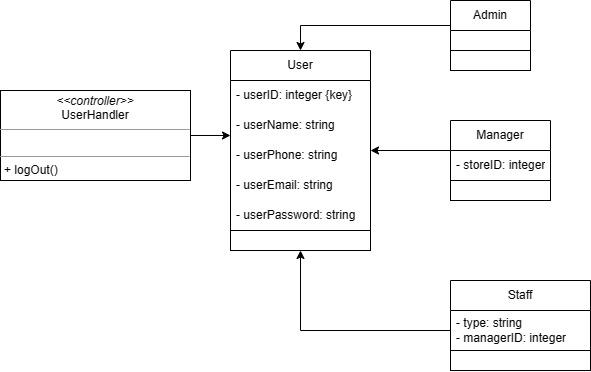 Admin
User
- userID: integer {key}
- userName: string
- userPhone: string
- userEmail: string
- userPassword: string
<<controller>>
UserHandler
+ logOut()
Manager
- storeID: integer
Staff
- type: string
- managerID: integer